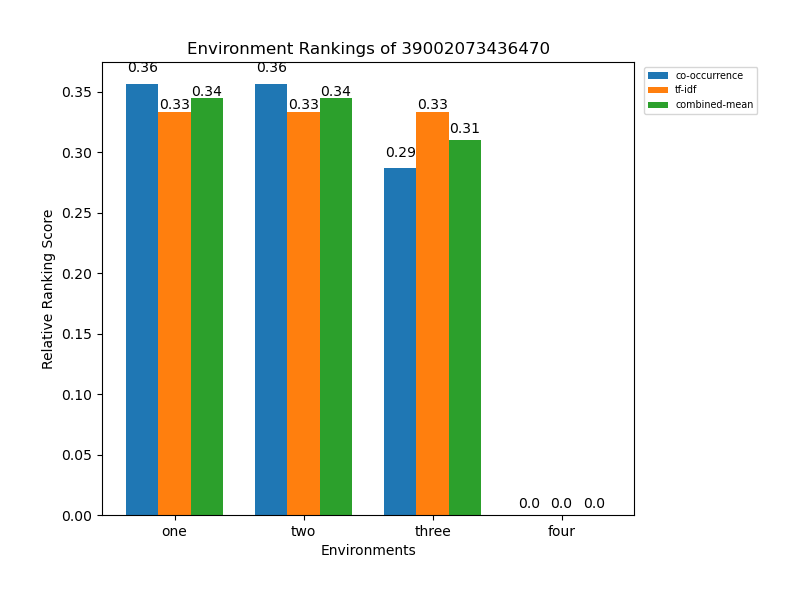 Environment Rankings of 39002073436470
co-occurrence
tf-idf
combined-mean
0.36
0.33
0.34
0.36
0.33
0.34
0.29
0.33
0.31
0.0
0.0
0.0
0.35
0.30
0.25
0.20
0.15
0.10
0.05
0.00
Relative Ranking Score
one
two
three
four
Environments